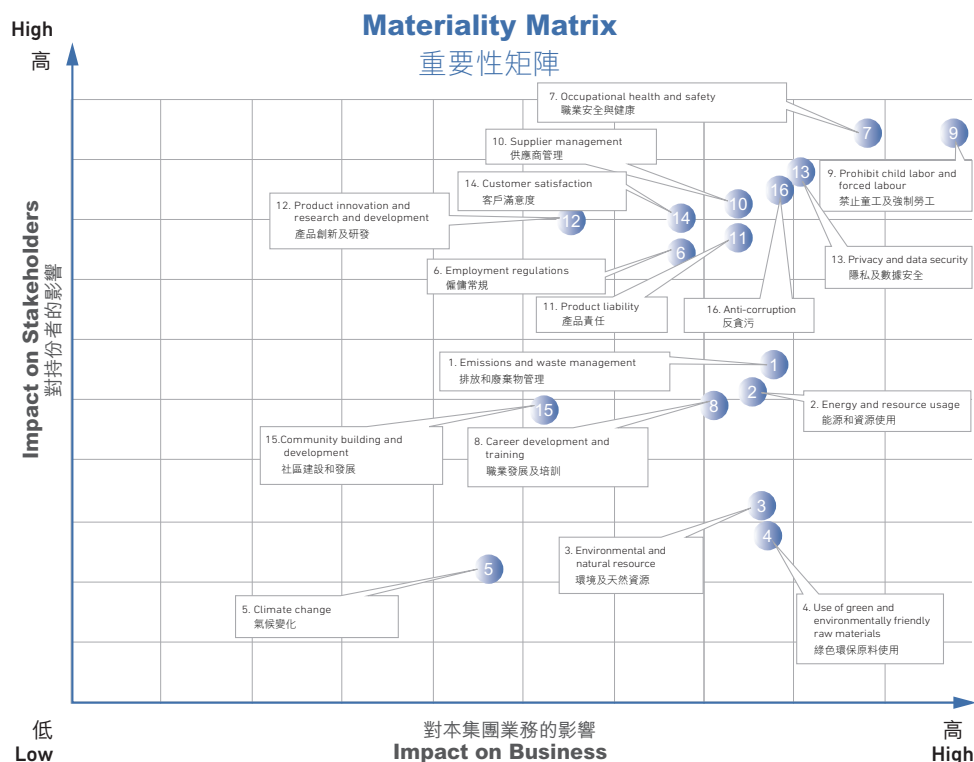 Materiality Matrix
重要性矩陣
High
高
Impact on Stakeholders
對持份者的影響
7. Occupational health and safety
職業安全與健康
7
9
10. Supplier management
供應商管理
9. Prohibit child labor and
forced labour
禁止童工及強制勞工
13
16
14. Customer satisfaction
客戶滿意度
10
12. Product innovation and
research and development
產品創新及研發
12
14
11
6
13. Privacy and data security
隱私及數據安全
6. Employment regulations
僱傭常規
11. Product liability
產品責任
16. Anti-corruption
反貪污
1. Emissions and waste management
排放和廢棄物管理
1
2
2. Energy and resource usage
能源和資源使用
15
8
15.Community building and
development
社區建設和發展
8. Career development and
training
職業發展及培訓
3
4
3. Environmental and
natural resource
環境及天然資源
5
5. Climate change
氣候變化
4. Use of green and
environmentally friendly
raw materials
綠色環保原料使用
低
Low
對本集團業務的影響
Impact on Business
高
High